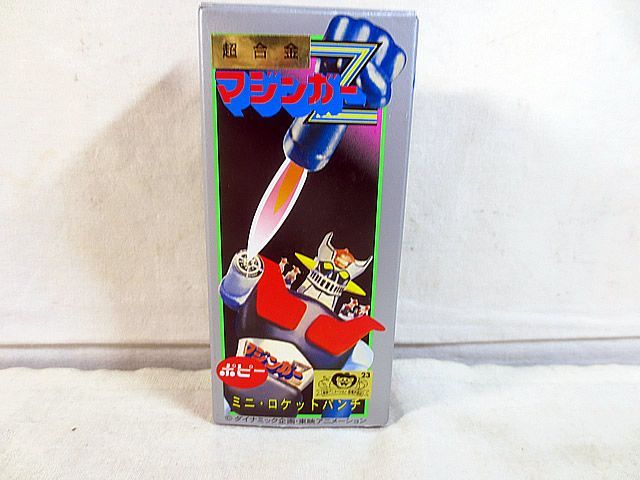 超合金
マジンガーZ
マジンガーZ
ポピー
23
ミニ・ロケットパンチ
©ダイナミック企画・東映アニメーション